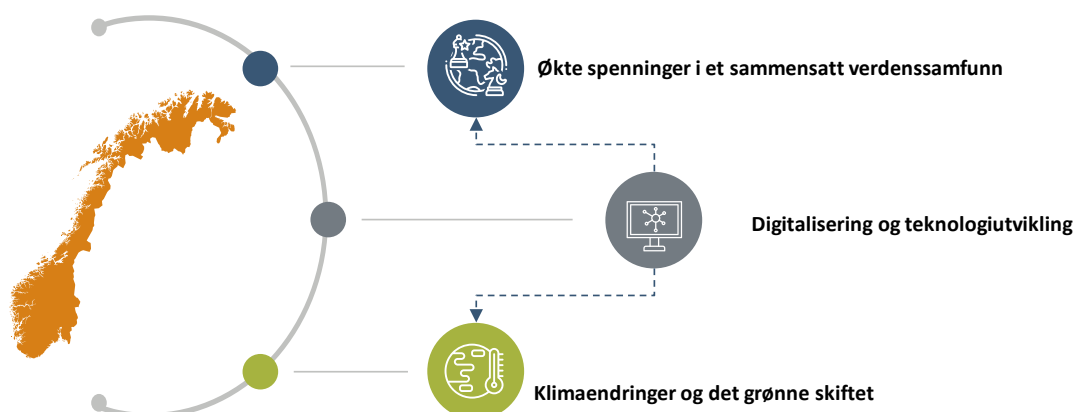 Økte spenninger i et sammensatt verdenssamfunn
Digitalisering og teknologiutvikling
Klimaendringer og det grønne skiftet